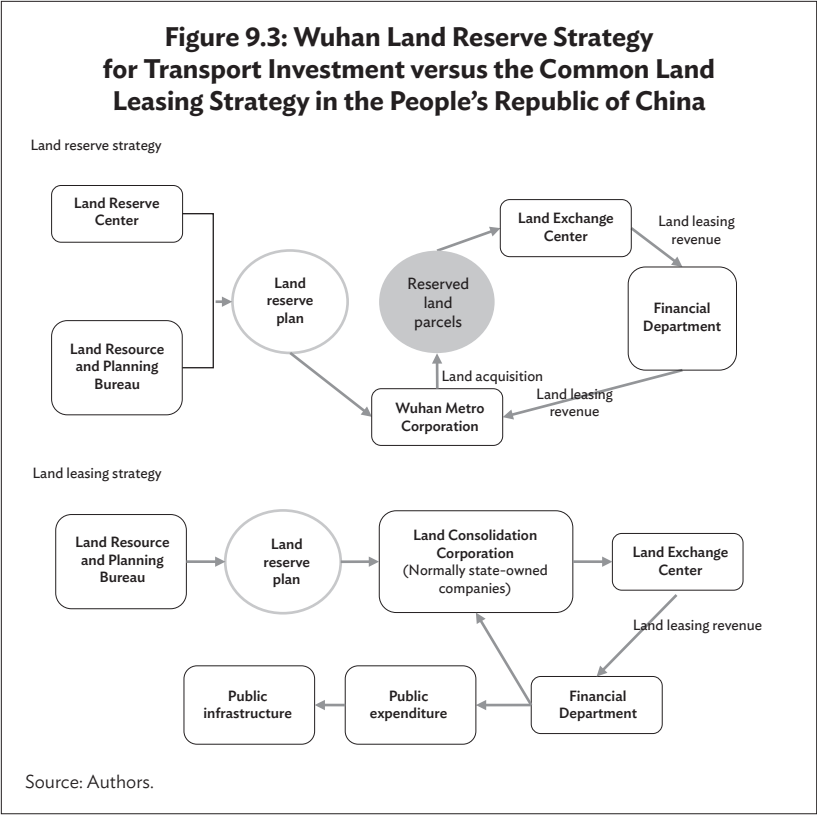 Figure 9.3: Wuhan Land Reserve Strategy
for Transport Investment versus the Common Land
Leasing Strategy in the People’s Republic of China
Land reserve strategy
Land Reserve
Center
Land Resource
and Planning
Bureau
Land
reserve
plan
Reserved
land
parcels
Land acquisition
Wuhan Metro
Corporation
Land Exchange
Center
Land leasing
revenue
Financial
Department
Land leasing
revenue
Land leasing strategy
Land Resource
and Planning
Bureau
Land
reserve
plan
Land Consolidation
Corporation
(Normally state-owned
companies)
Land Exchange
Center
Land leasing revenue
Financial
Department
Public
expenditure
Public
infrastructure
Source: Authors.